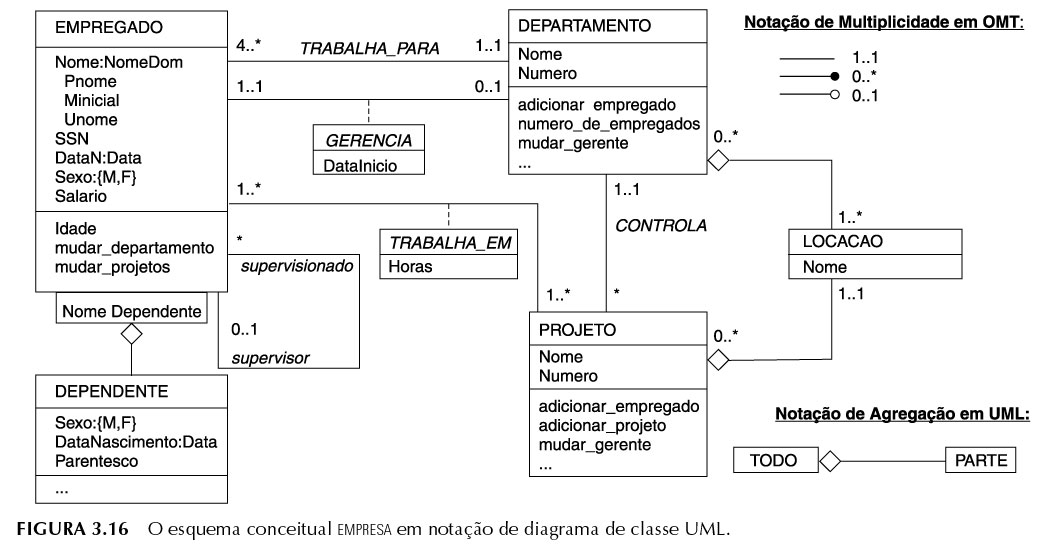 EMPREGADO
Nome:NomeDom
Pnome
Minicial
Unome
SSN
DataN:Data
Sexo:{M,F}
Salario
Idade
mudar_departamento
mudar_projetos
Nome Dependente
4..*
TRABALHA_PARA
1..1
1..1
0..1
GERENCIA
DataInicio
1..*
TRABALHA_EM
Horas
1..*
*
supervisionado
0..1
supervisor
DEPARTAMENTO
Nome
Numero
adicionar empregado
numero_de_empregados
mudar_gerente
...
0..*
1..1
CONTROLA
*
1..*
LOCACAO
Nome
1..1
PROJETO
Nome
Numero
adicionar_empregado
adicionar_projeto
mudar_gerente
...
0..*
DEPENDENTE
Sexo:{M,F}
DataNascimento:Data
Parentesco
...
Notação de Multiplicidade em OMT:
1..1
0..*
0..1
Notação de Agregação em UML:
TODO
PARTE
FIGURA 3.16 O esquema conceitual EMPRESA em notação de diagrama de classe UML.